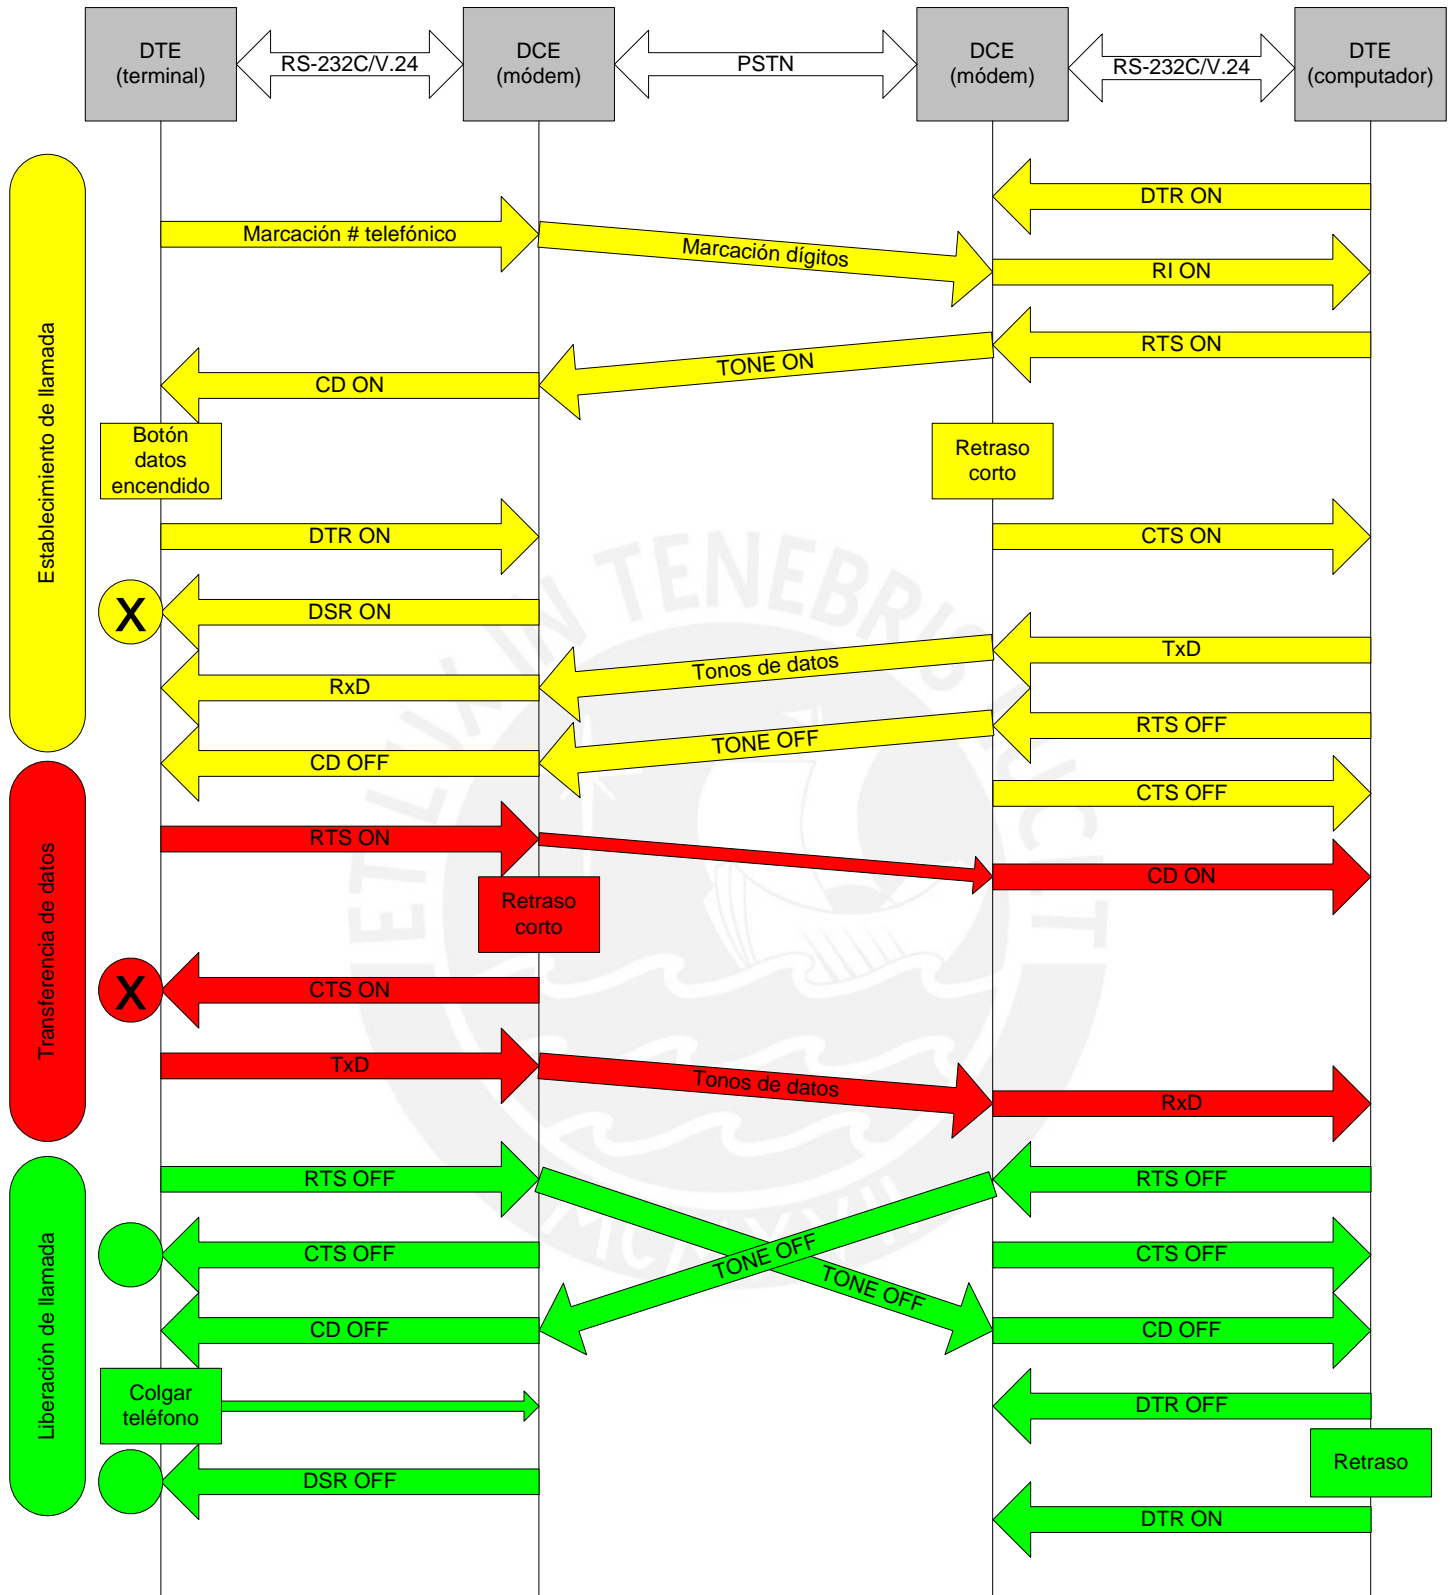 DTE
(terminal)
RS-232C/V.24
DCE
(módem)
PSTN
DCE
(módem)
RS-232C/V.24
DTE
(computador)
Establecimiento de llamada
DTR ON
Marcación # telefónico
Marcación dígitos
RI ON
RTS ON
TONE ON
CD ON
Botón
datos
encendido
Retraso
corto
DTR ON
CTS ON
X
DSR ON
TxD
Tonos de datos
RxD
RTS OFF
TONE OFF
CD OFF
CTS OFF
Transferencia de datos
RTS ON
CD ON
Retraso
corto
X
CTS ON
TxD
Tonos de datos
RxD
Liberación de llamada
RTS OFF
RTS OFF
CTS OFF
TONE OFF
TONE OFF
CTS OFF
CD OFF
CD OFF
Colgar
teléfono
DTR OFF
Retraso
DSR OFF
DTR ON